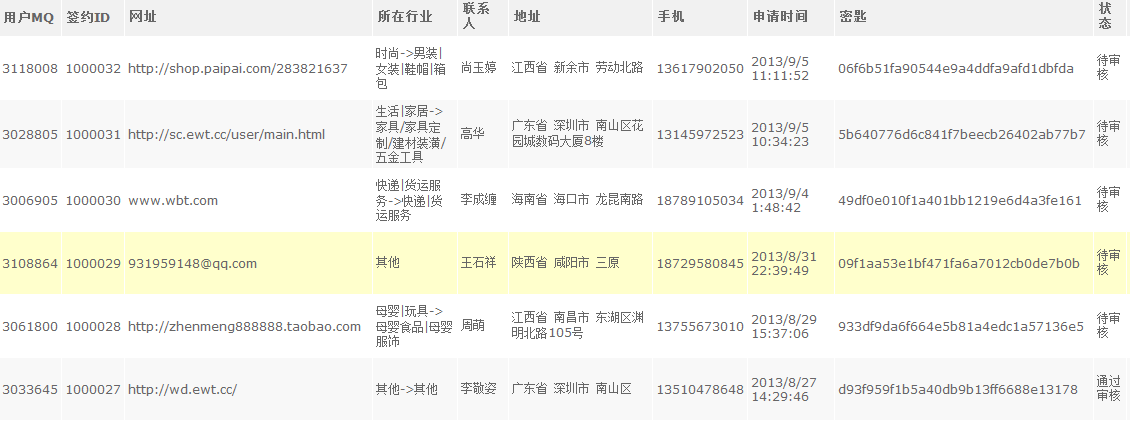 用户MQ 签约ID 网址 所在行业 联系人 地址 手机 申请时间 密匙 状态
3118008 1000032 http://shop.paipai.com/283821637 时尚->男装|女装|鞋帽|箱包 尚玉婷 江西省 新余市 劳动北路 13617902050 2013/9/5 11:11:52 06f6b51fa90544e9a4ddfa9afd1dbfda 待审核
3028805 1000031 http://sc.ewt.cc/user/main.html 生活|家居->家具/家具定制/建材装潢/五金工具 高华 广东省 深圳市 南山区花园城数码大厦8楼 13145972523 2013/9/5 10:34:23 5b640776d6c841f7beecb26402ab77b7 待审核
3006905 1000030 www.wbt.com 快递|货运服务->快递|货运服务 李成缠 海南省 海口市 龙昆南路 18789105034 2013/9/4 1:48:42 49df0e010f1a401bb1219e6d4a3fe161 待审核
3108864 1000029 931959148@qq.com 其他 王石祥 陕西省 咸阳市 三原 18729580845 2013/8/31 22:39:49 09f1aa53e1bf471fa6a7012cb0de7b0b 待审核
3061800 1000028 http://zhenmeng888888.taobao.com 母婴|玩具->母婴食品|母婴服饰 周萌 江西省 南昌市 东湖区渊明北路105号 13755673010 2013/8/29 15:37:06 933df9da6f664e5b81a4edc1a57136e5 待审核
3033645 1000027 http://wd.ewt.cc/ 其他->其他 李敬姿 广东省 深圳市 南山区 13510478648 2013/8/27 14:29:46 d93f959f1b5a40db9b13ff6688e13178 通过审核